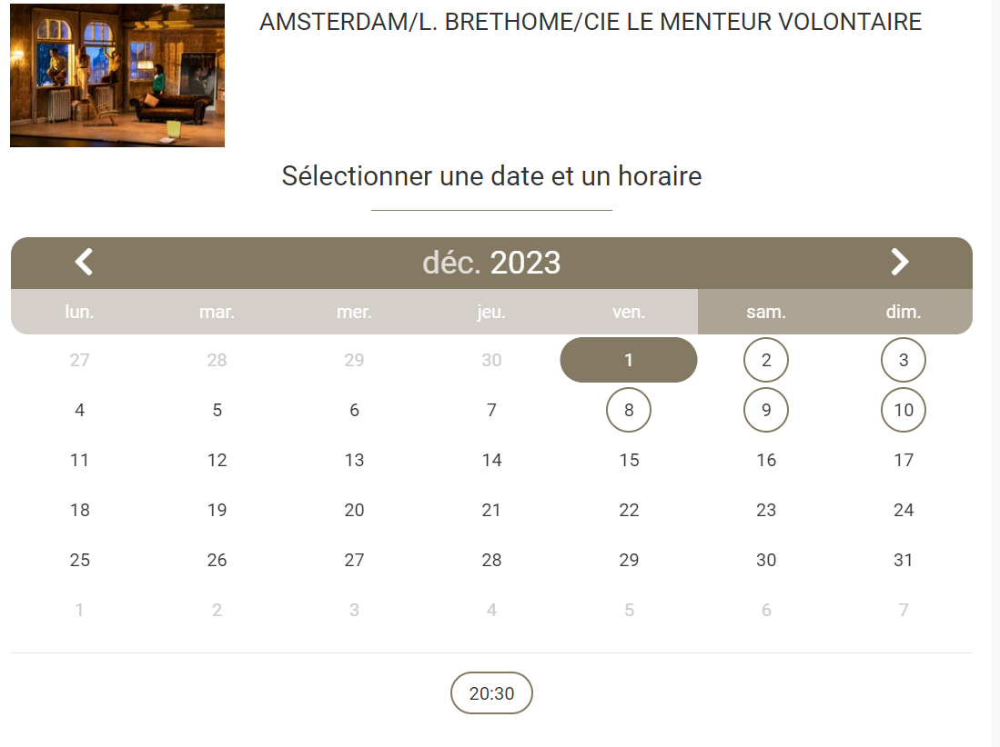 AMSTERDAM/L. BRETHOME/CIE LE MENTEUR VOLONTAIRE
Sélectionner une date et un horaire
déc. 2023
lun. mar. mer. jeu. ven. sam. dim.
27 28 29 30 1 2 3
4 5 6 7 8 9 10
11 12 13 14 15 16 17
18 19 20 21 22 23 24
25 26 27 28 29 30 31
1 2 3 4 5 6 7
20:30